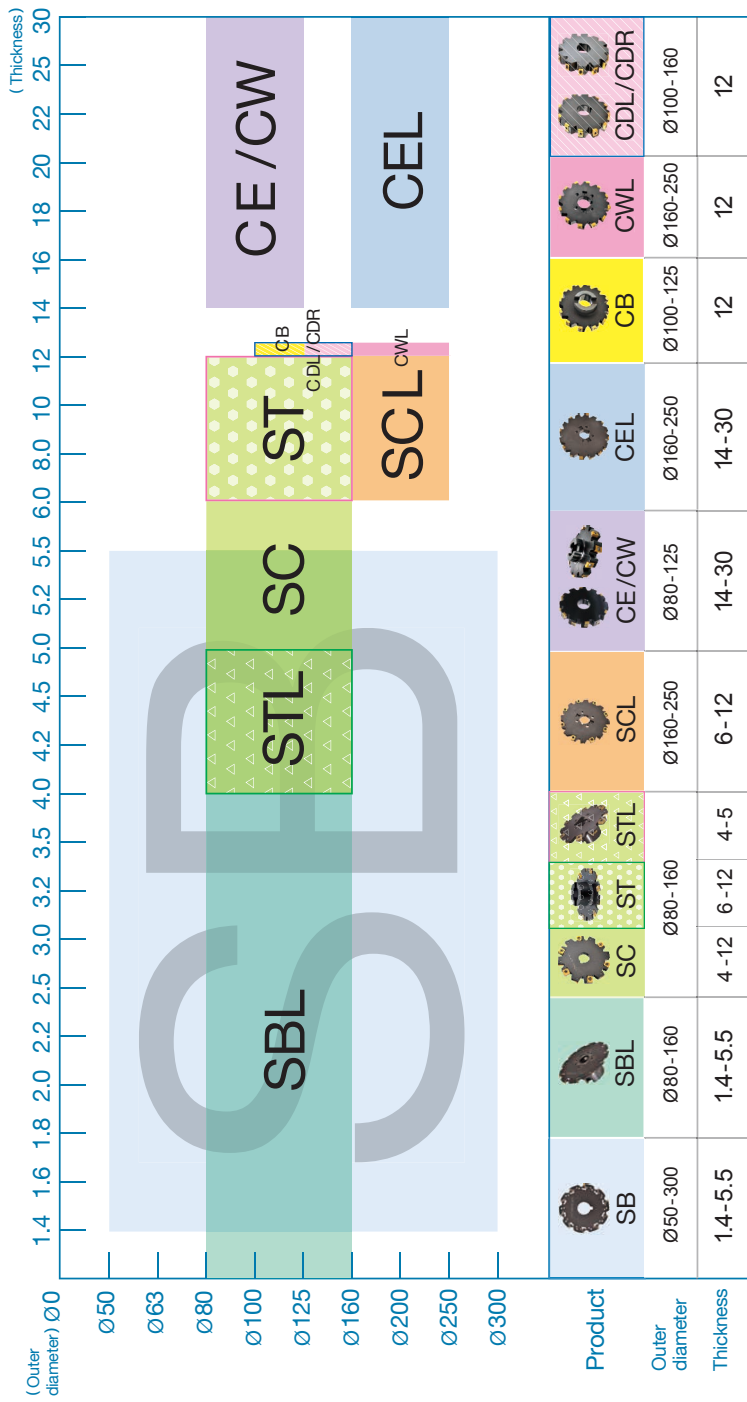 (Thickness)
1.4 1.6 1.8 2.0 2.2 2.5 3.0 3.2 3.5 4.0 4.2 4.5 5.0 5.2 5.5 6.0 8.0 10 12 14 16 18 20 22 25 30
(Outer
diameter)
Ø0
Ø50
Ø63
Ø80
Ø100
Ø125
Ø160
Ø200
Ø250
Ø300
SB
SBL
STL
SC
ST
SCL
CB
CDL/CDR
CWL
CE/CW
CEL
Product SB SBL SC ST STL SCL CE/CW CEL CB CWL CDL/CDR
Outer
diameter
Ø50-300 Ø80-160 Ø80-160 Ø160-250 Ø80-125 Ø160-250 Ø100-125 Ø160-250 Ø100-160
Thickness 1.4-5.5 1.4-5.5 4-12 6-12 4-5 6-12 14-30 14-30 12 12 12